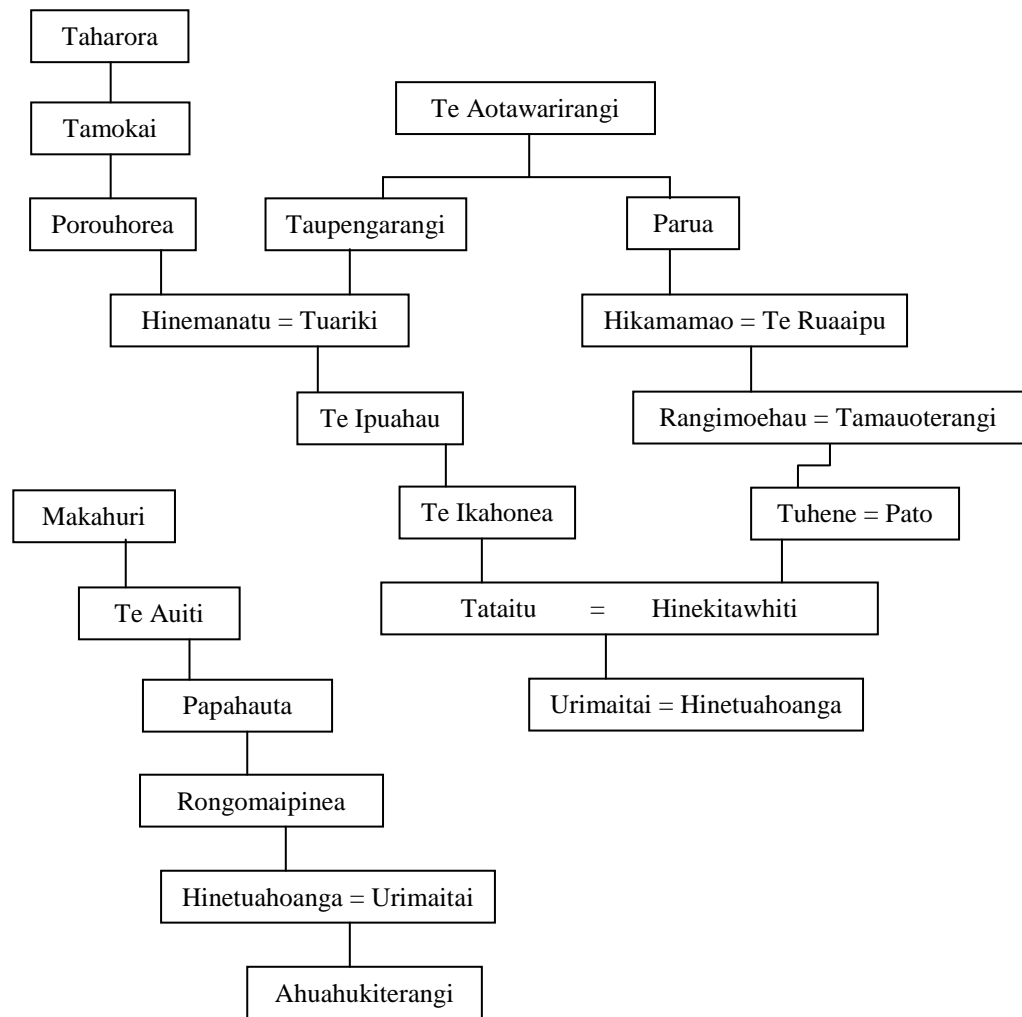 Taharora
Te Aotawarirangi
Tamokai
Porouhorea
Taupengarangi
Parua
Hinemanatu = Tuariki
Hikamamao = Te Ruaaipu
Te Ipuahau
Rangimoehau = Tamauoterangi
Makahuri
Te Ikahonea
Tuhene = Pato
Te Auiti
Tataitu = Hinekitawhiti
Papahauta
Urimaitai = Hinetuahoanga
Rongomaipinea
Hinetuahoanga = Urimaitai
Ahuahukiterangi